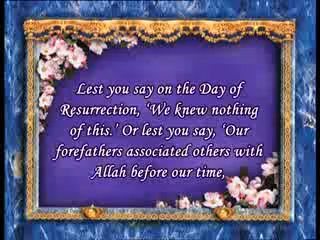 Lest you say on the Day of
Resurrection, ‘We knew nothing
of this.’ Or lest you say, ‘Our
forefathers associated others with
Allah before our time,